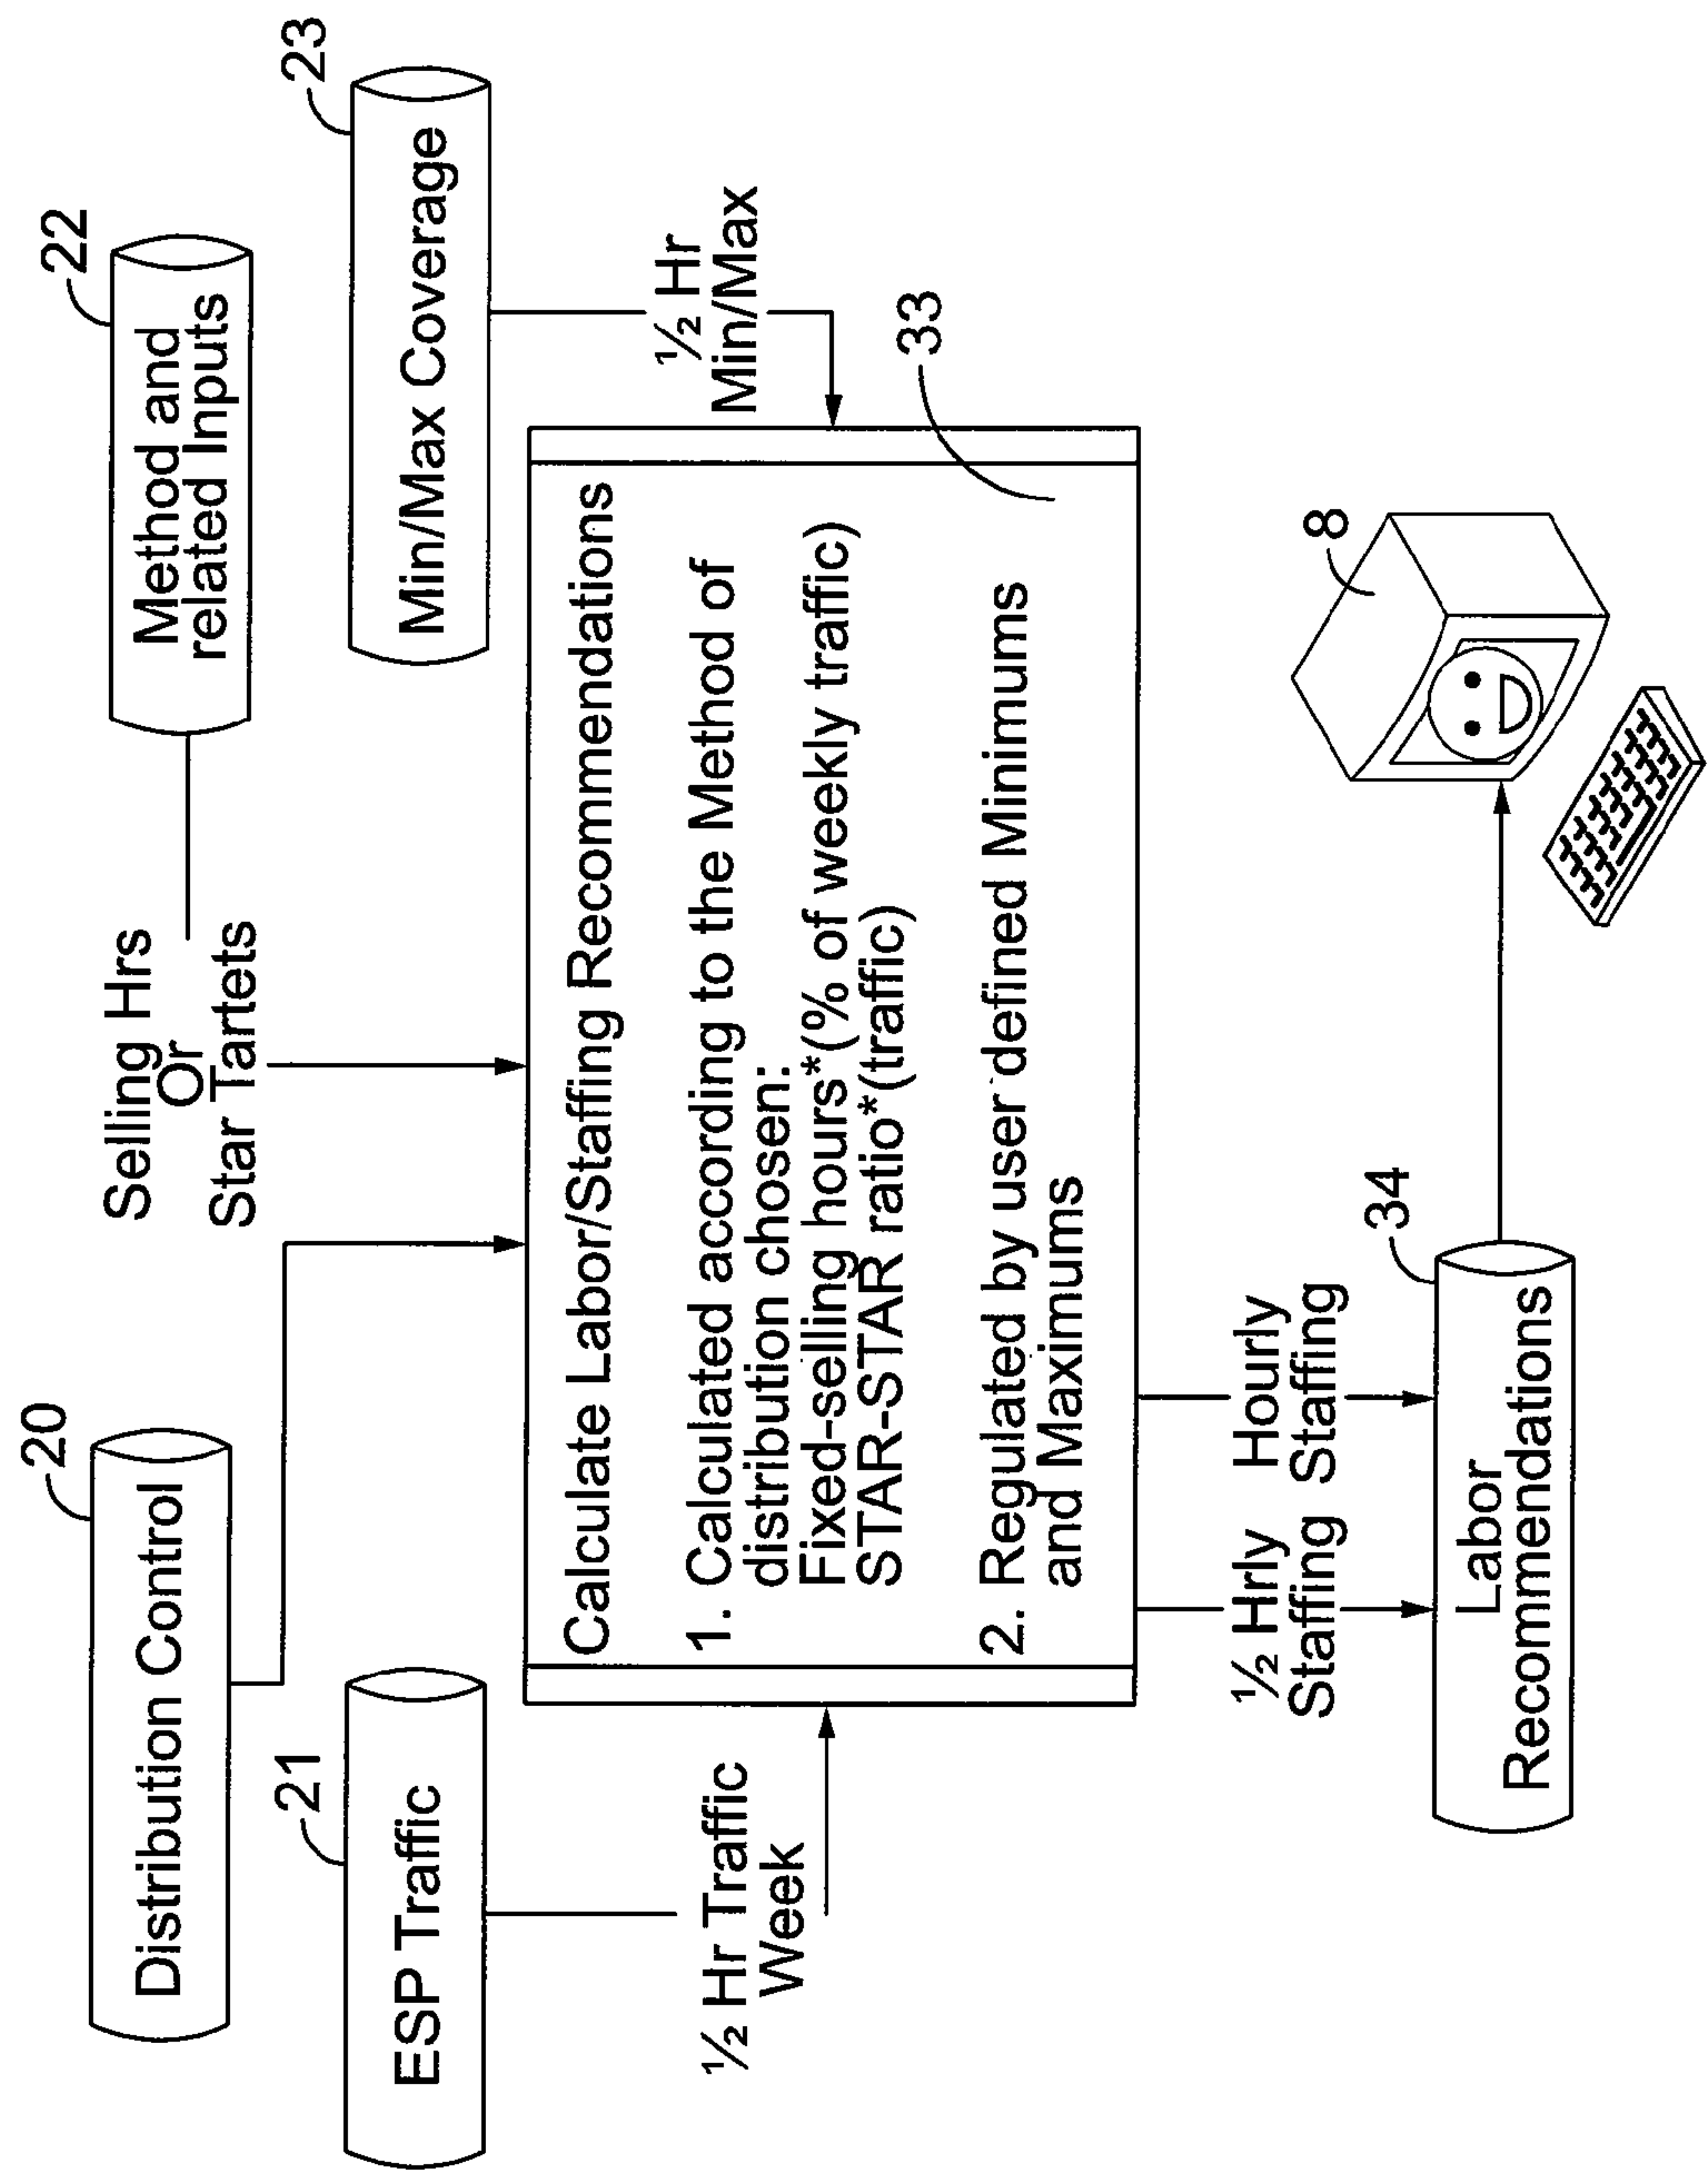 20
Distribution Control
21
ESP Traffic
½ Hr Traffic
Week
Selling Hrs
Or
Star Tartets
22
Method and
related Inputs
23
Min/Max Coverage
½ Hr
Min/Max
33
Calculate Labor/Staffing Recommendations
1. Calculated according to the Method of
distribution chosen:
Fixed-selling hours*(% of weekly traffic)
STAR-STAR ratio*(traffic)
2. Regulated by user defined Minimums
and Maximums
½ Hrly
Staffing
Hourly
Staffing
34
Labor
Recommendations
8